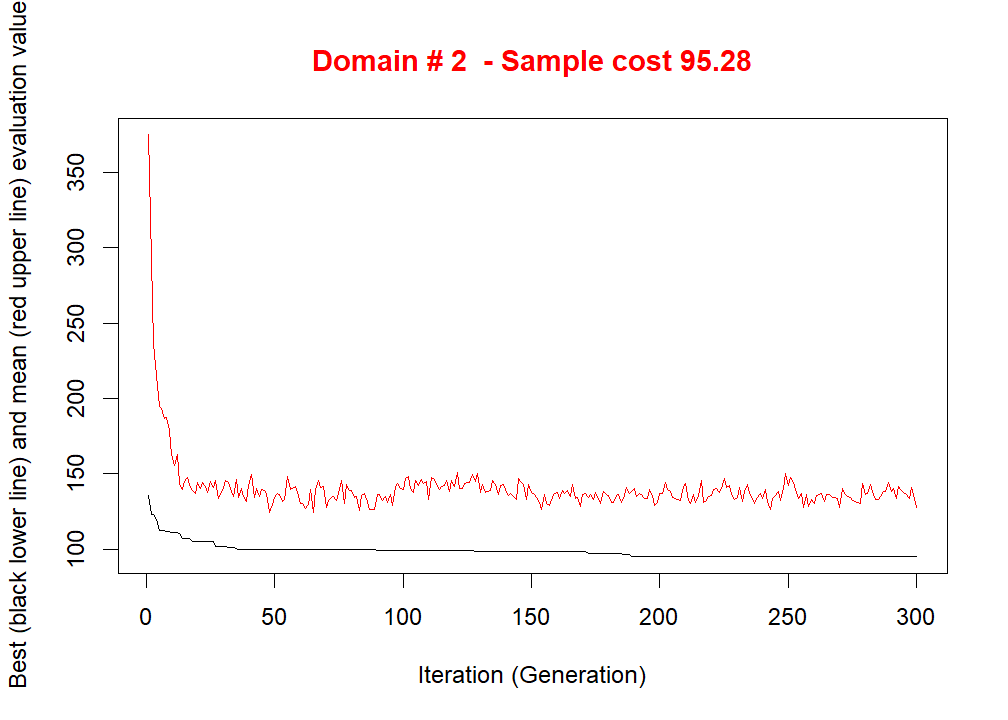 Domain # 2  - Sample cost 95.28
Best (black lower line) and mean (red upper line) evaluation value
350
300
250
200
150
100
0 50 100 150 200 250 300
Iteration (Generation)